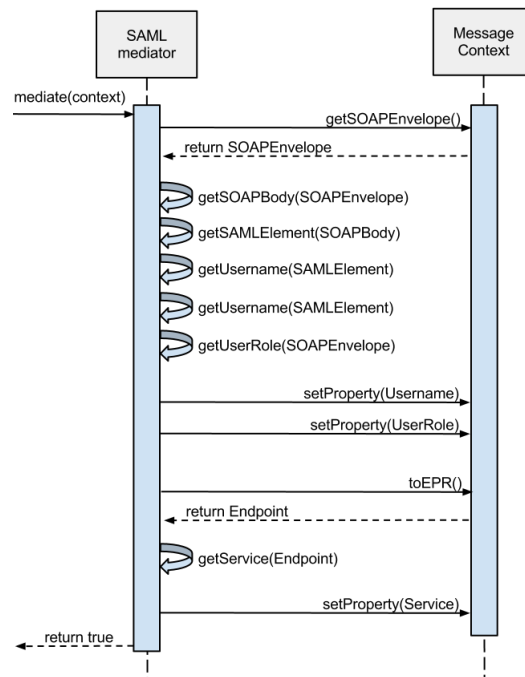 SAML
mediator
Message
Context
mediate(context)
getSOAPEnvelope()
return SOAPEnvelope
getSOAPBody(SOAPEnvelope)
getSAMLElement(SOAPBody)
getUsername(SAMLElement)
getUsername(SAMLElement)
getUserRole(SOAPEnvelope)
setProperty(Username)
setProperty(UserRole)
toEPR()
return Endpoint
getService(Endpoint)
setProperty(Service)
return true